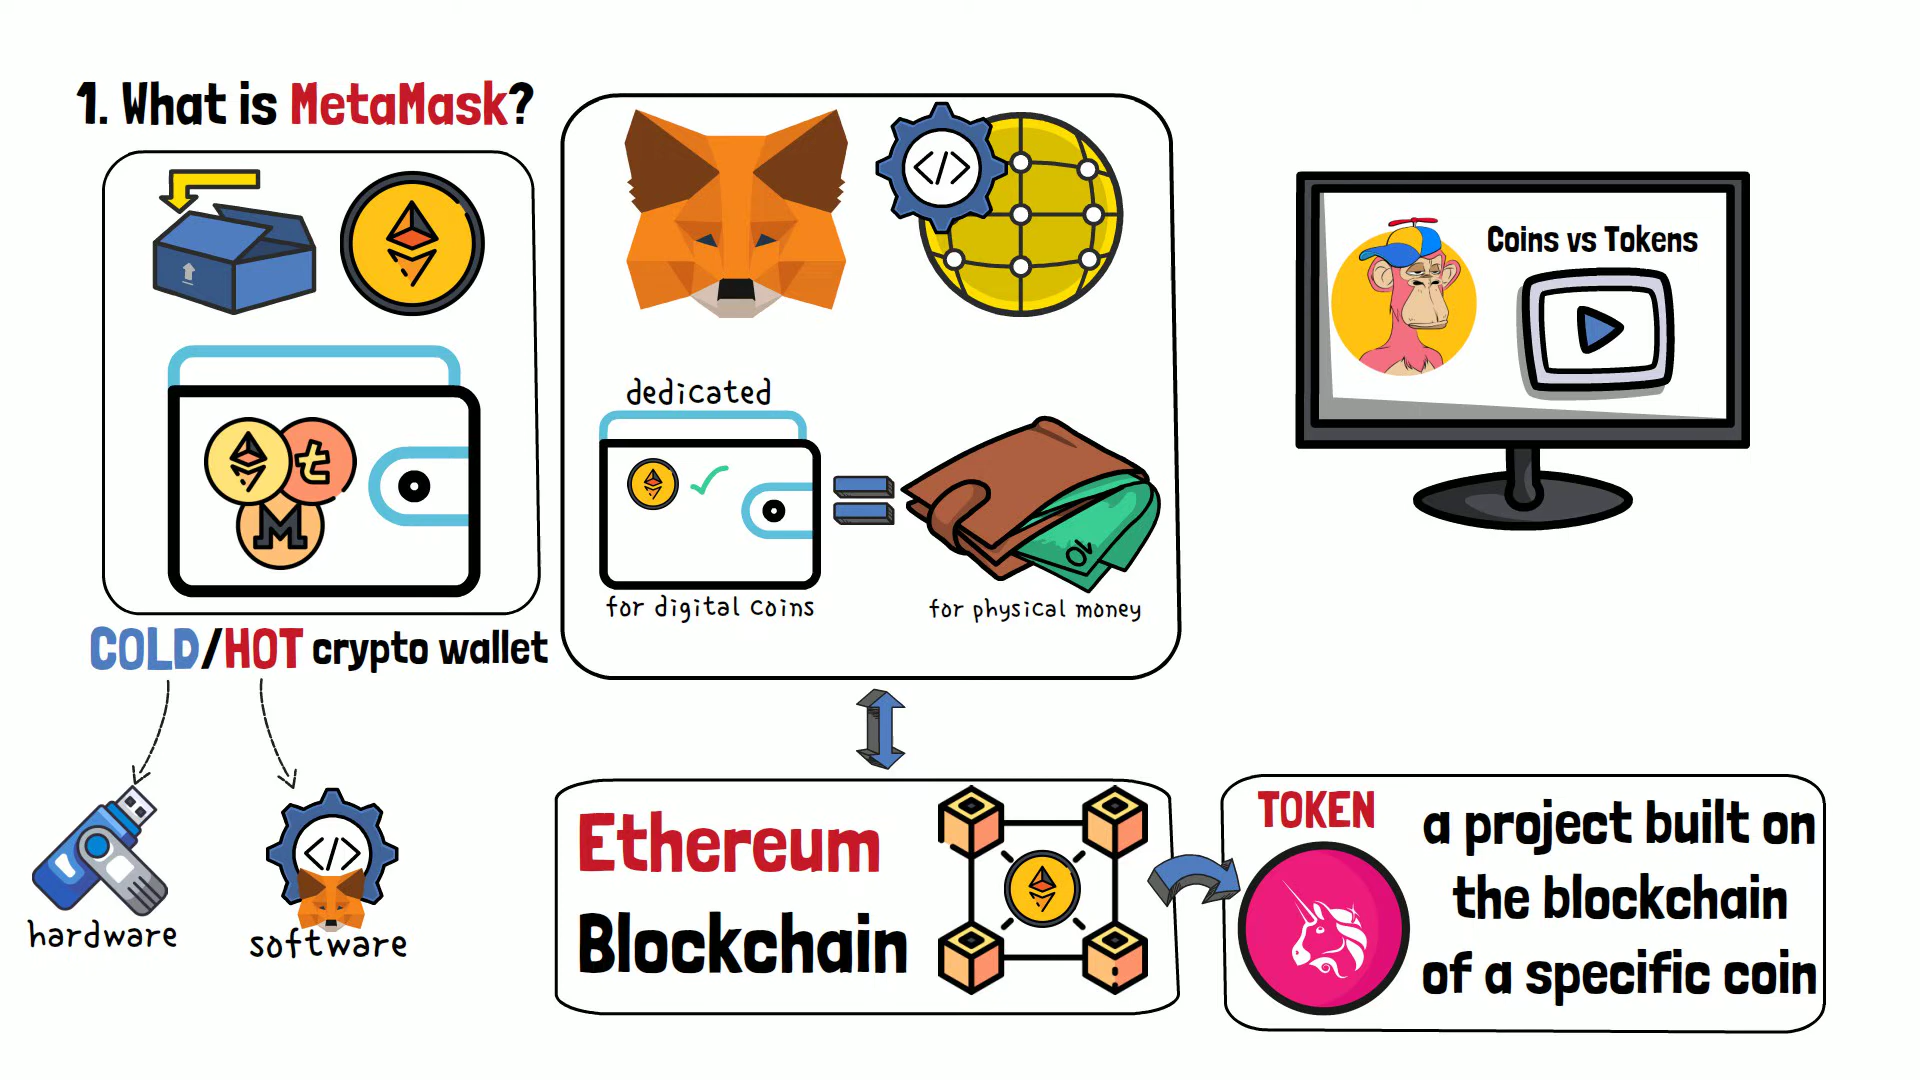 1. What is MetaMask?
COLD/HOT crypto wallet
hardware
software
</>
</>
dedicated
for digital coins
for physical money
10
Ethereum
Blockchain
Coins vs Tokens
TOKEN
a project built on
the blockchain
of a specific coin